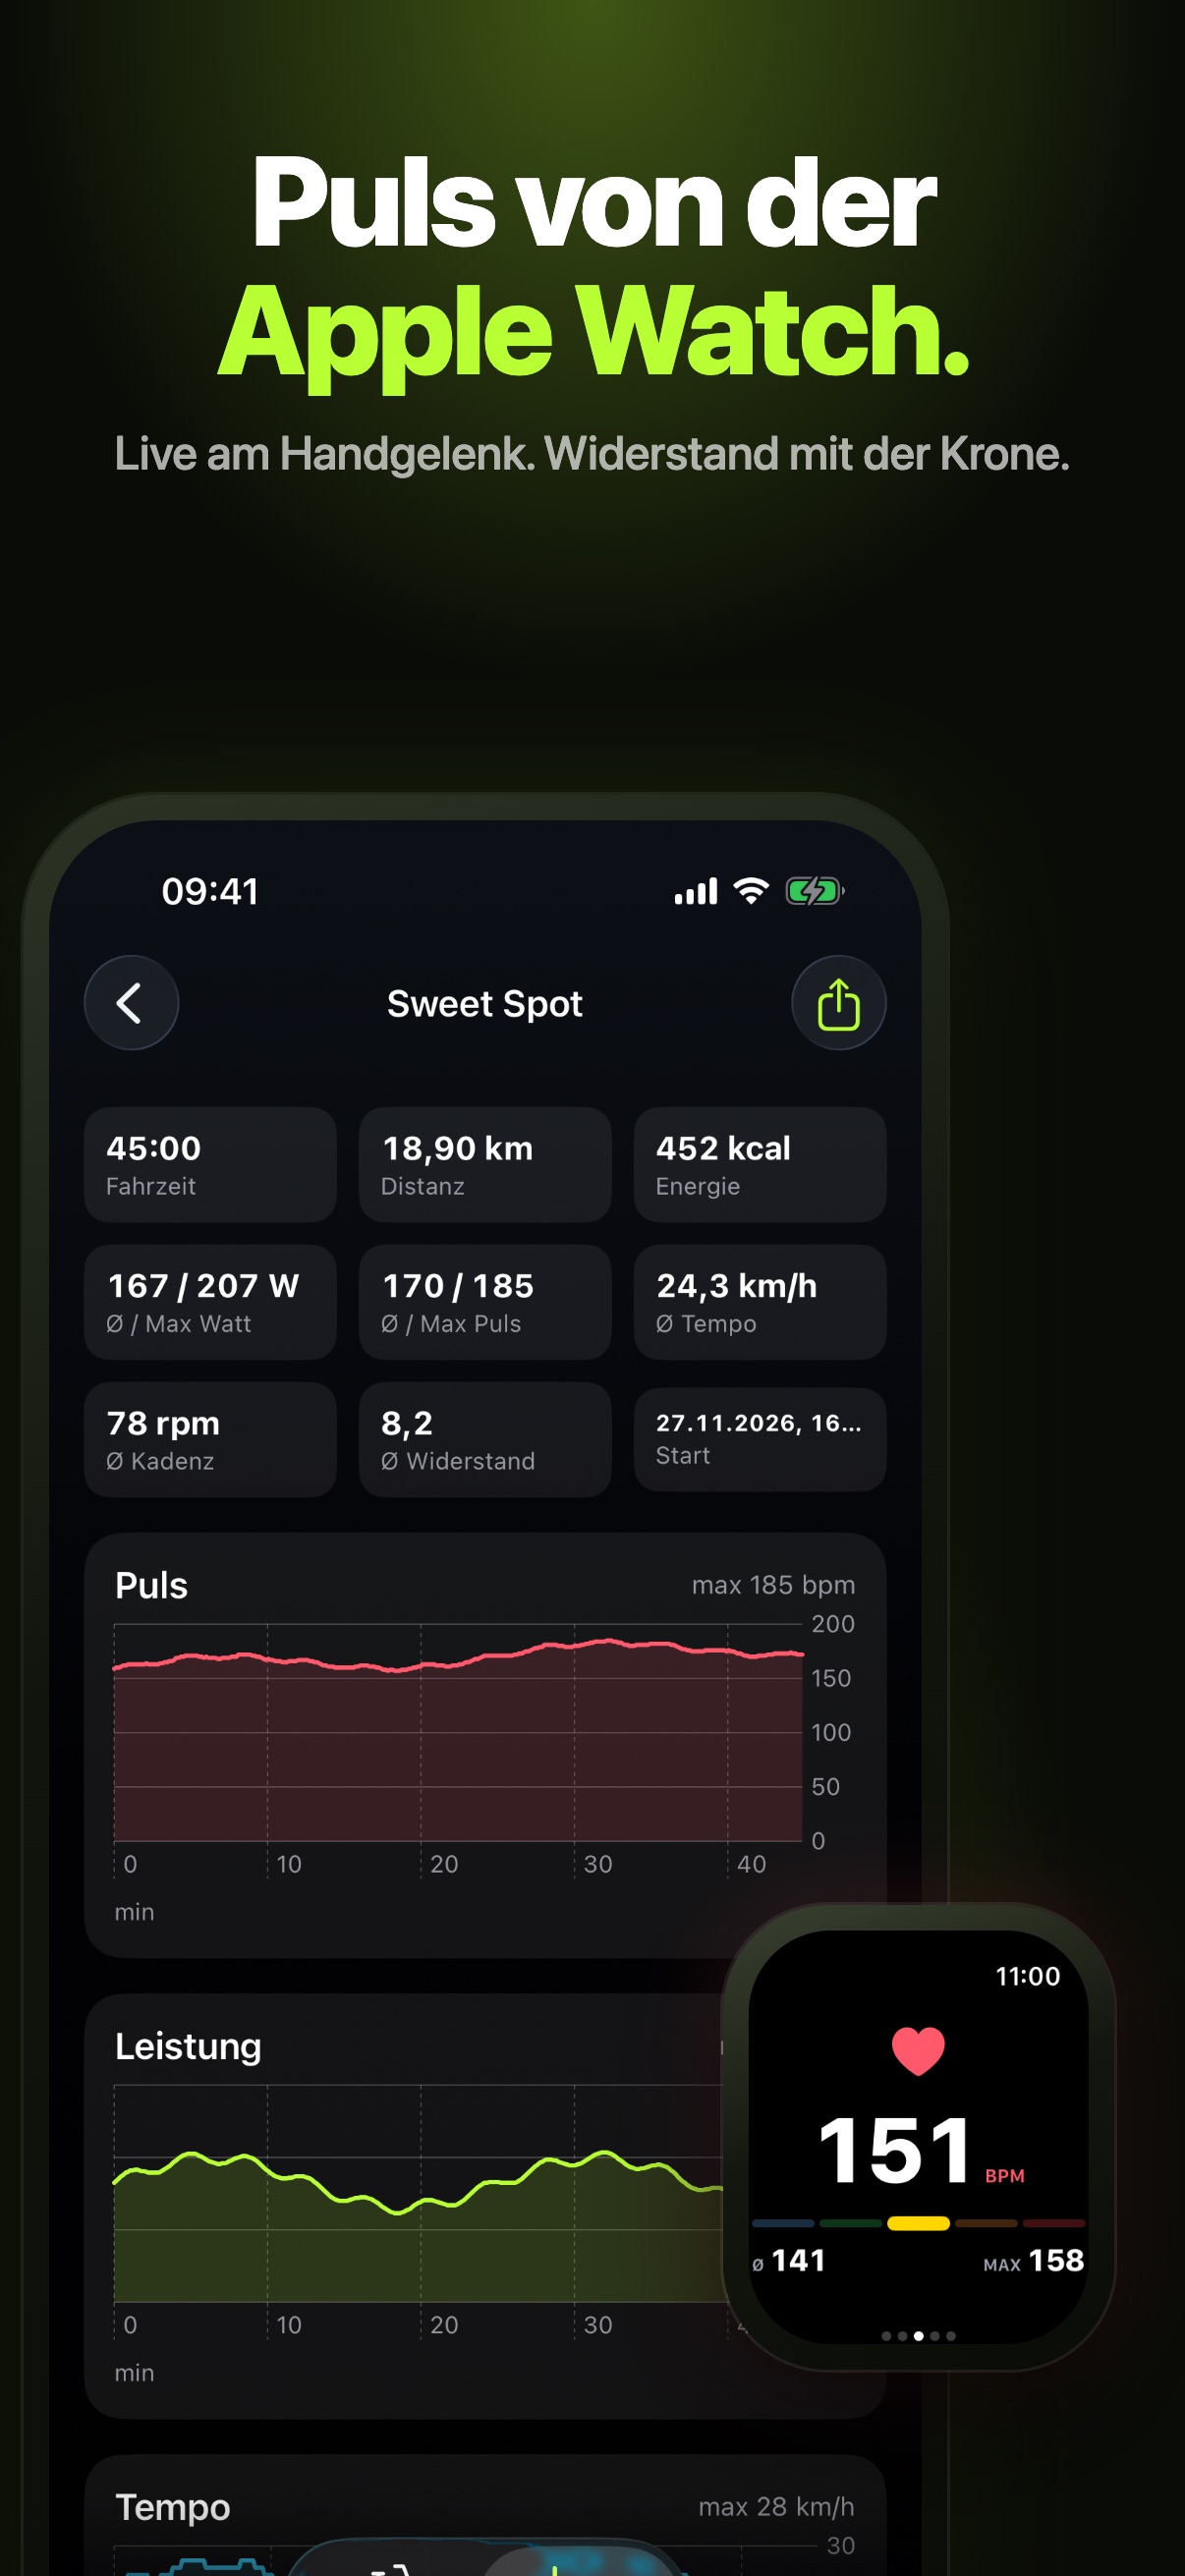 Puls von der
Apple Watch.
Live am Handgelenk. Widerstand mit der Krone.
09:41
Sweet Spot
45:00
Fahrzeit
18,90 km
Distanz
452 kcal
Energie
167 / 207 W
Ø / Max Watt
170 / 185
Ø / Max Puls
24,3 km/h
Ø Tempo
78 rpm
Ø Kadenz
8,2
Ø Widerstand
27.11.2026, 16...
Start
Puls
max 185 bpm
200
150
100
50
0
0 10 20 30 40
min
Leistung
0 10 20 30
min
11:00
151 BPM
Ø 141 MAX 158
Tempo
max 28 km/h
30